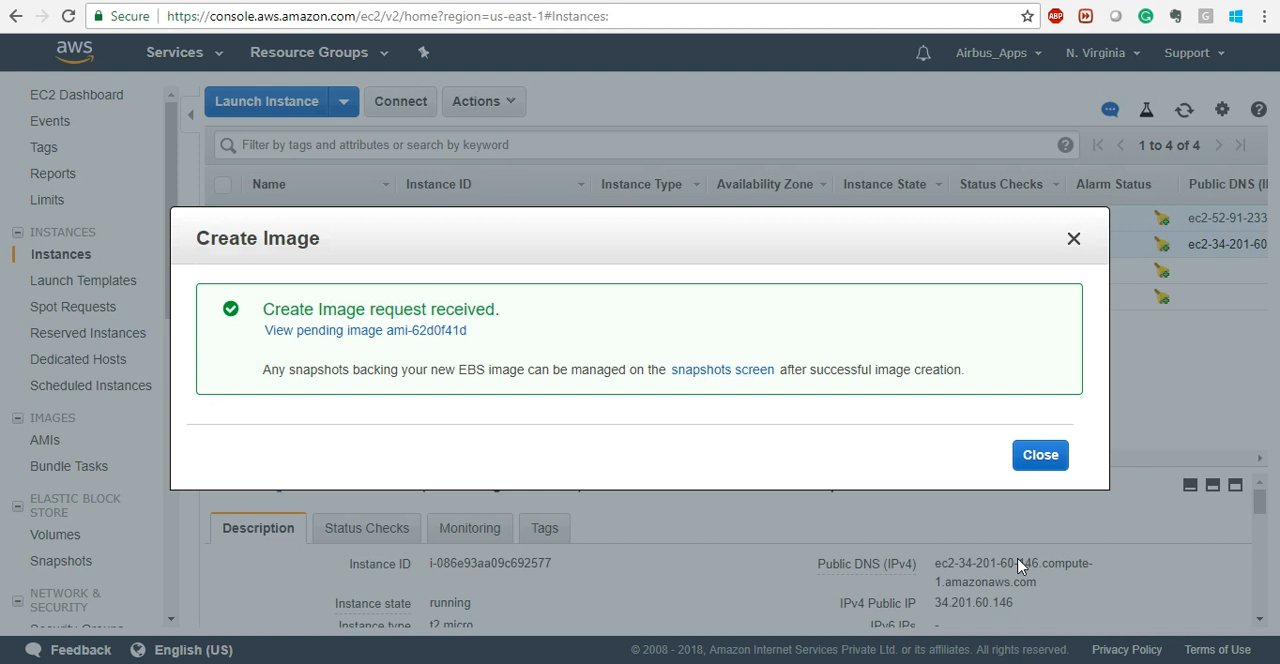 Secure
https://console.aws.amazon.com/ec2/v2/home?region=us-east-1#Instances:
ABP
G
aws
Services
Resource Groups
Airbus_Apps
N. Virginia
Support
EC2 Dashboard
Events
Tags
Reports
Limits
INSTANCES
Instances
Launch Templates
Spot Requests
Reserved Instances
Dedicated Hosts
Scheduled Instances
IMAGES
AMIs
Bundle Tasks
ELASTIC BLOCK
STORE
Volumes
Snapshots
NETWORK &
SECURITY
Security Groups
Launch Instance
Connect
Actions
Filter by tags and attributes or search by keyword
1 to 4 of 4
Name
Instance ID
Instance Type
Availability Zone
Instance State
Status Checks
Alarm Status
Public DNS (I
ec2-52-91-233
ec2-34-201-60
Create Image
Create Image request received.
View pending image ami-62d0f41d
Any snapshots backing your new EBS image can be managed on the snapshots screen after successful image creation.
Close
Description
Status Checks
Monitoring
Tags
Instance ID i-086e93aa09c692577
Public DNS (IPv4) ec2-34-201-60-146.compute-
1.amazonaws.com
Instance state running
IPv4 Public IP 34.201.60.146
Instance type t2.micro
IPv6 IPs -
Feedback
English (US)
© 2008 - 2018, Amazon Internet Services Private Ltd. or its affiliates. All rights reserved.
Privacy Policy
Terms of Use